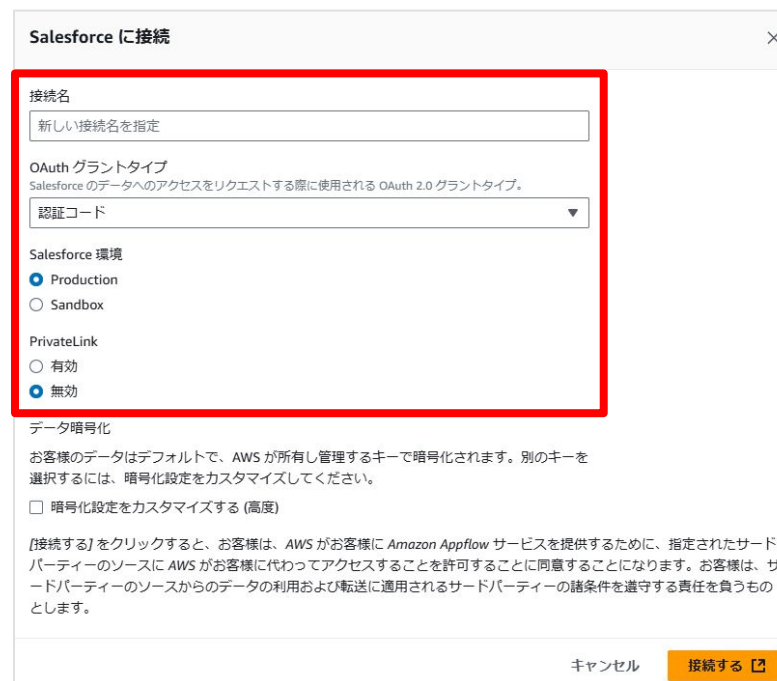 Salesforce に接続
接続名
新しい接続名を指定
OAuth グラントタイプ
Salesforce のデータへのアクセスをリクエストする際に使用される OAuth 2.0 グラントタイプ。
認証コード
Salesforce 環境
Production
Sandbox
PrivateLink
有効
無効
データ暗号化
お客様のデータはデフォルトで、AWS が所有し管理するキーで暗号化されます。別のキーを
選択するには、暗号化設定をカスタマイズしてください。
暗号化設定をカスタマイズする (高度)
[接続する] をクリックすると、お客様は、AWS がお客様に Amazon Appflow サービスを提供するために、指定されたサード
パーティーのソースに AWS がお客様に代わってアクセスすることを許可することに同意することになります。お客様は、サ
ードパーティーのソースからのデータの利用および転送に適用されるサードパーティーの諸条件を遵守する責任を負うもの
とします。
キャンセル
接続する